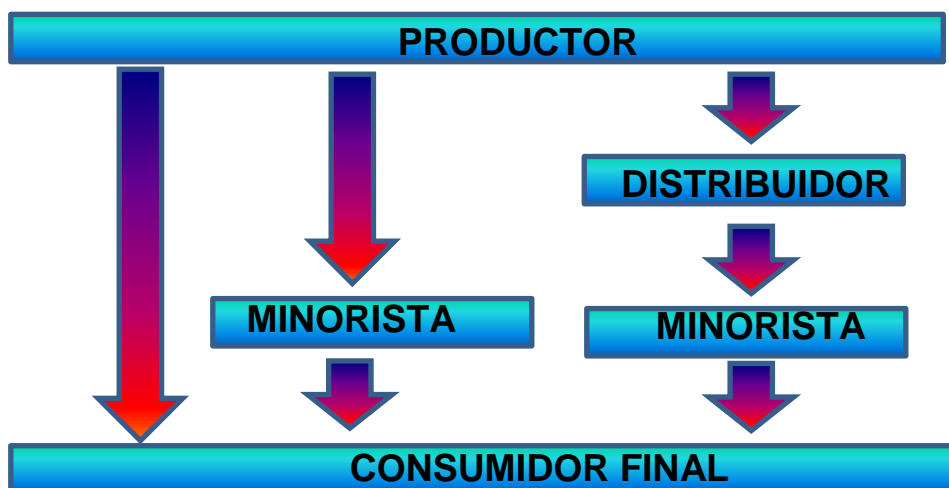 PRODUCTOR
DISTRIBUIDOR
MINORISTA
MINORISTA
CONSUMIDOR FINAL